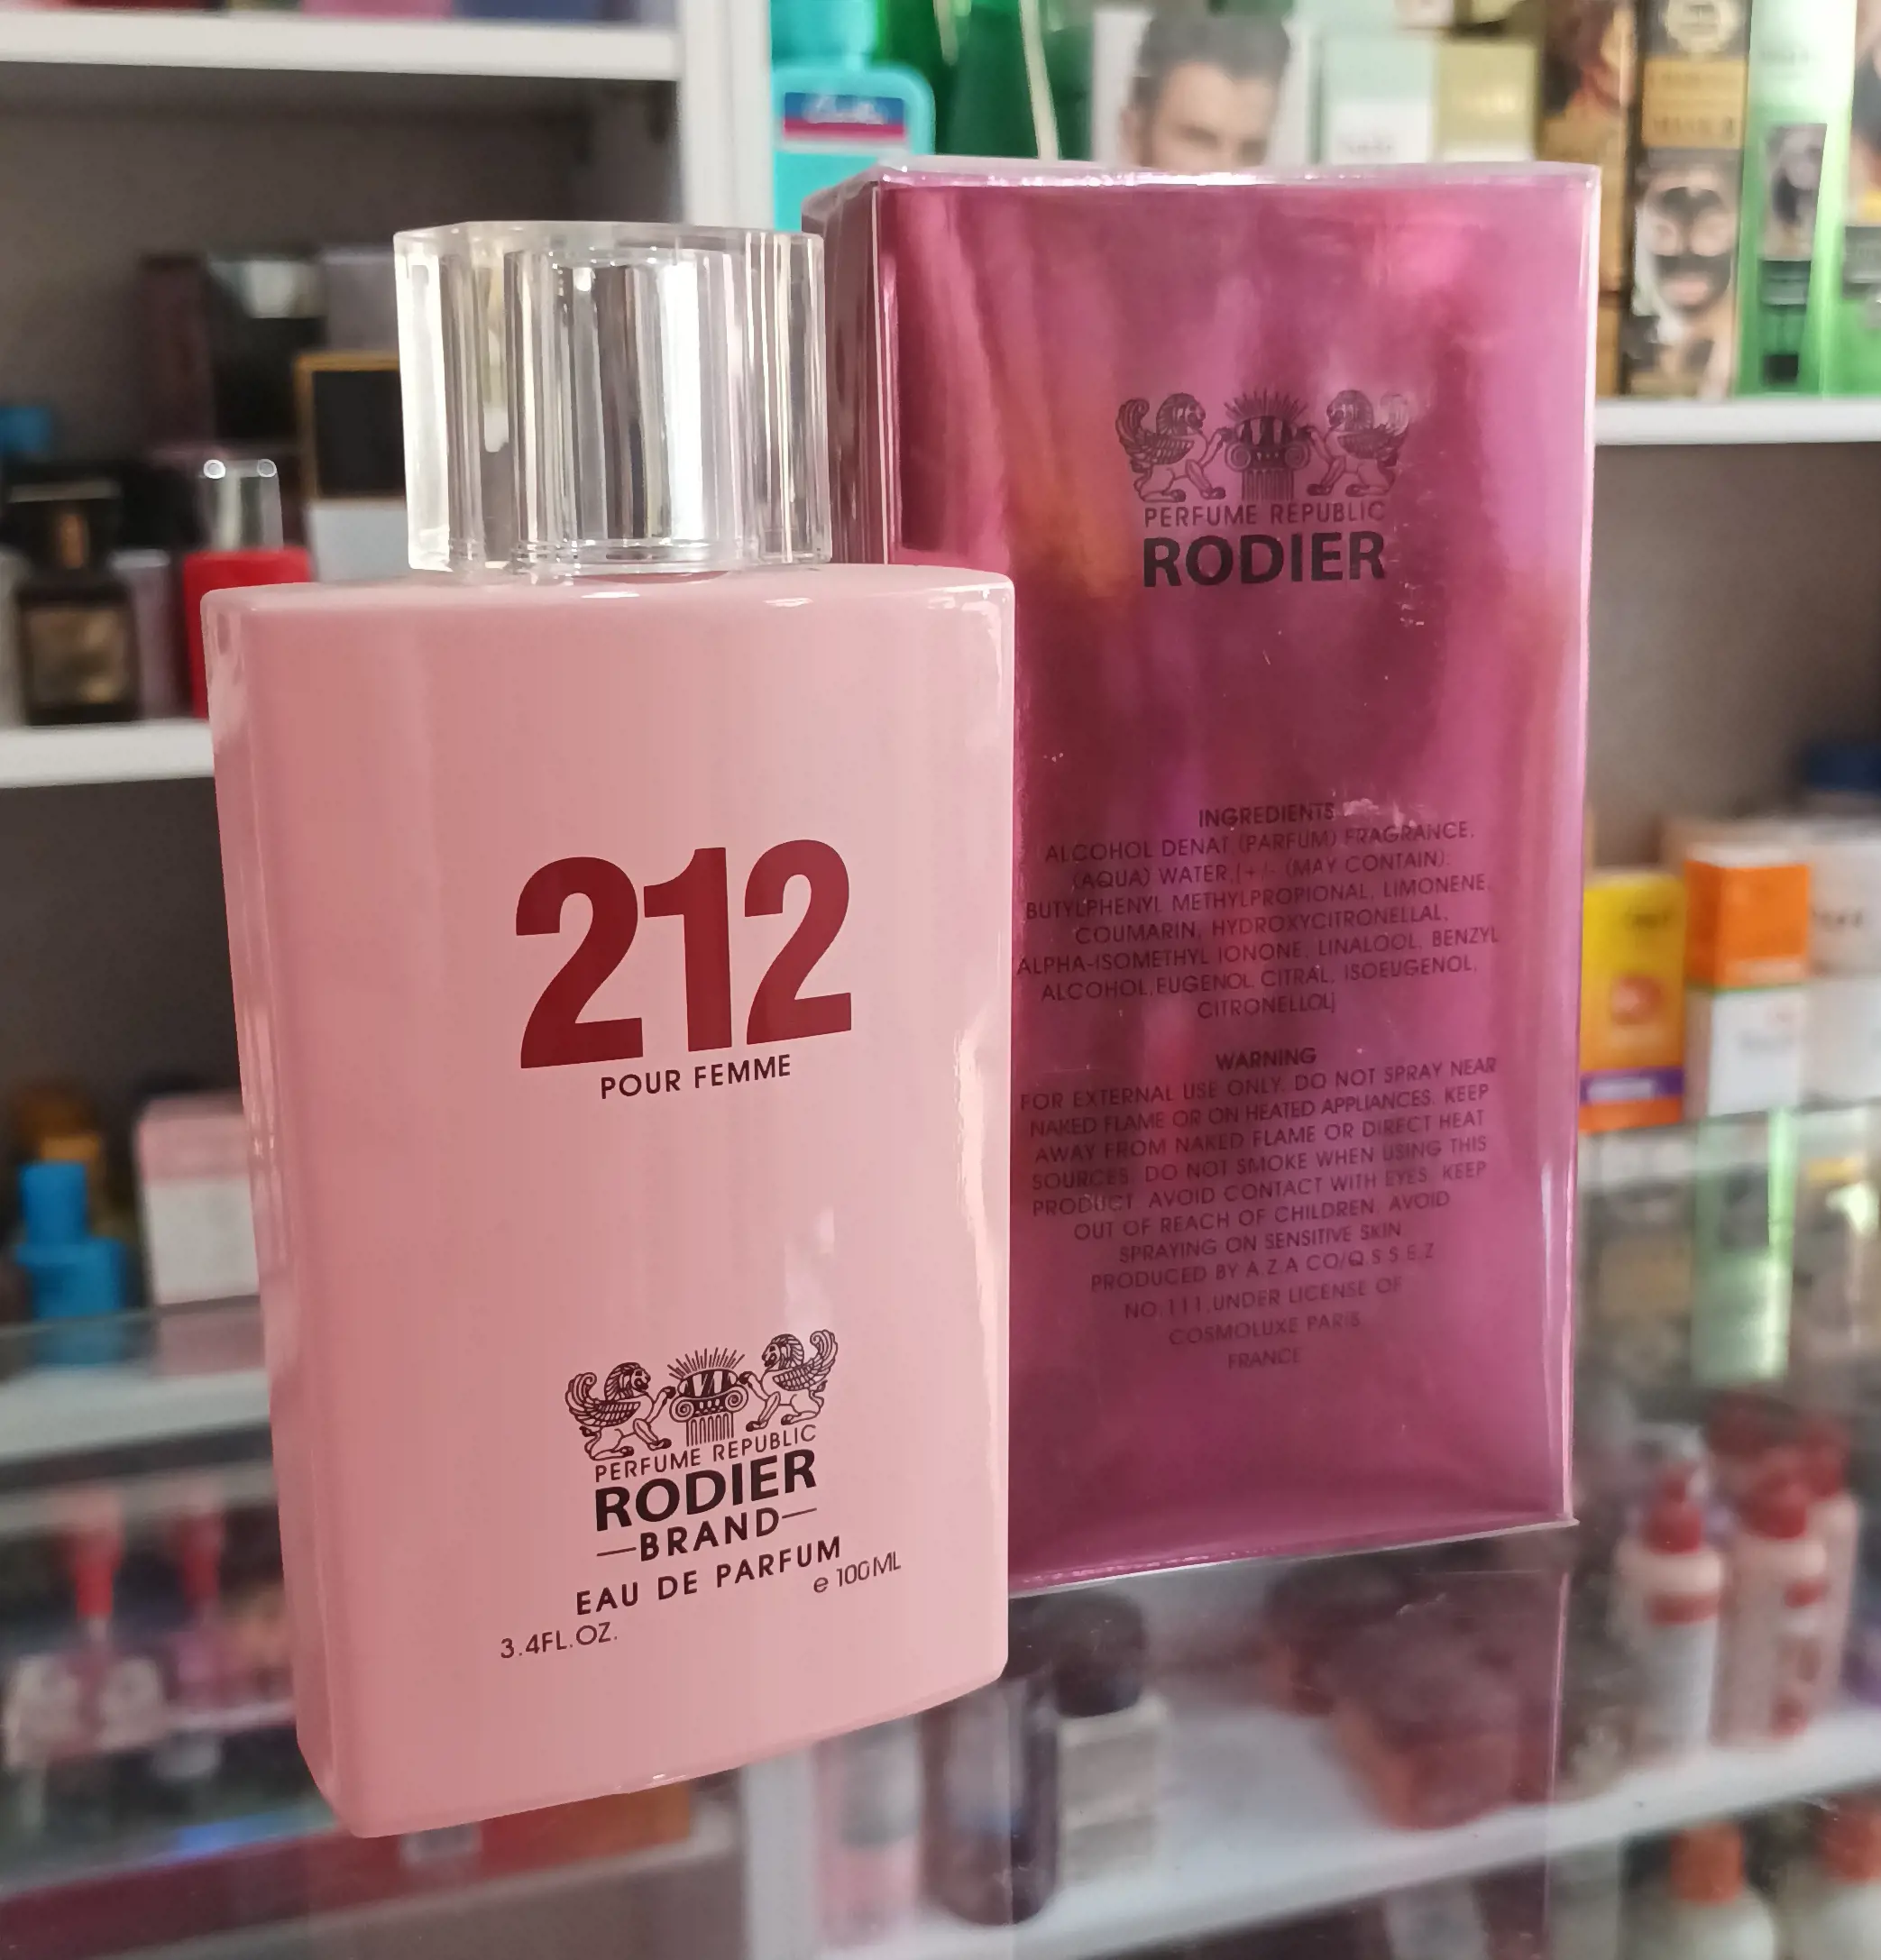 212
POUR FEMME
PERFUME REPUBLIC
RODIER
BRAND
EAU DE PARFUM
e 100ML
3.4FL.OZ.
PERFUME REPUBLIC
RODIER
INGREDIENTS
ALCOHOL DENAT (PARFUM) FRAGRANCE,
(AQUA) WATER,[+/- (MAY CONTAIN):
BUTYLPHENYL METHYLPROPIONAL, LIMONENE,
COUMARIN, HYDROXYCITRONELLAL,
ALPHA-ISOMETHYL IONONE, LINALOOL, BENZYL
ALCOHOL,EUGENOL, CITRAL, ISOEUGENOL,
CITRONELLOL]
WARNING
FOR EXTERNAL USE ONLY. DO NOT SPRAY NEAR
NAKED FLAME OR ON HEATED APPLIANCES. KEEP
AWAY FROM NAKED FLAME OR DIRECT HEAT
SOURCES. DO NOT SMOKE WHEN USING THIS
PRODUCT. AVOID CONTACT WITH EYES. KEEP
OUT OF REACH OF CHILDREN. AVOID
SPRAYING ON SENSITIVE SKIN
PRODUCED BY A.Z.A CO/Q.S.S.E.Z
NO.111.UNDER LICENSE OF
COSMOLUXE PARIS
FRANCE